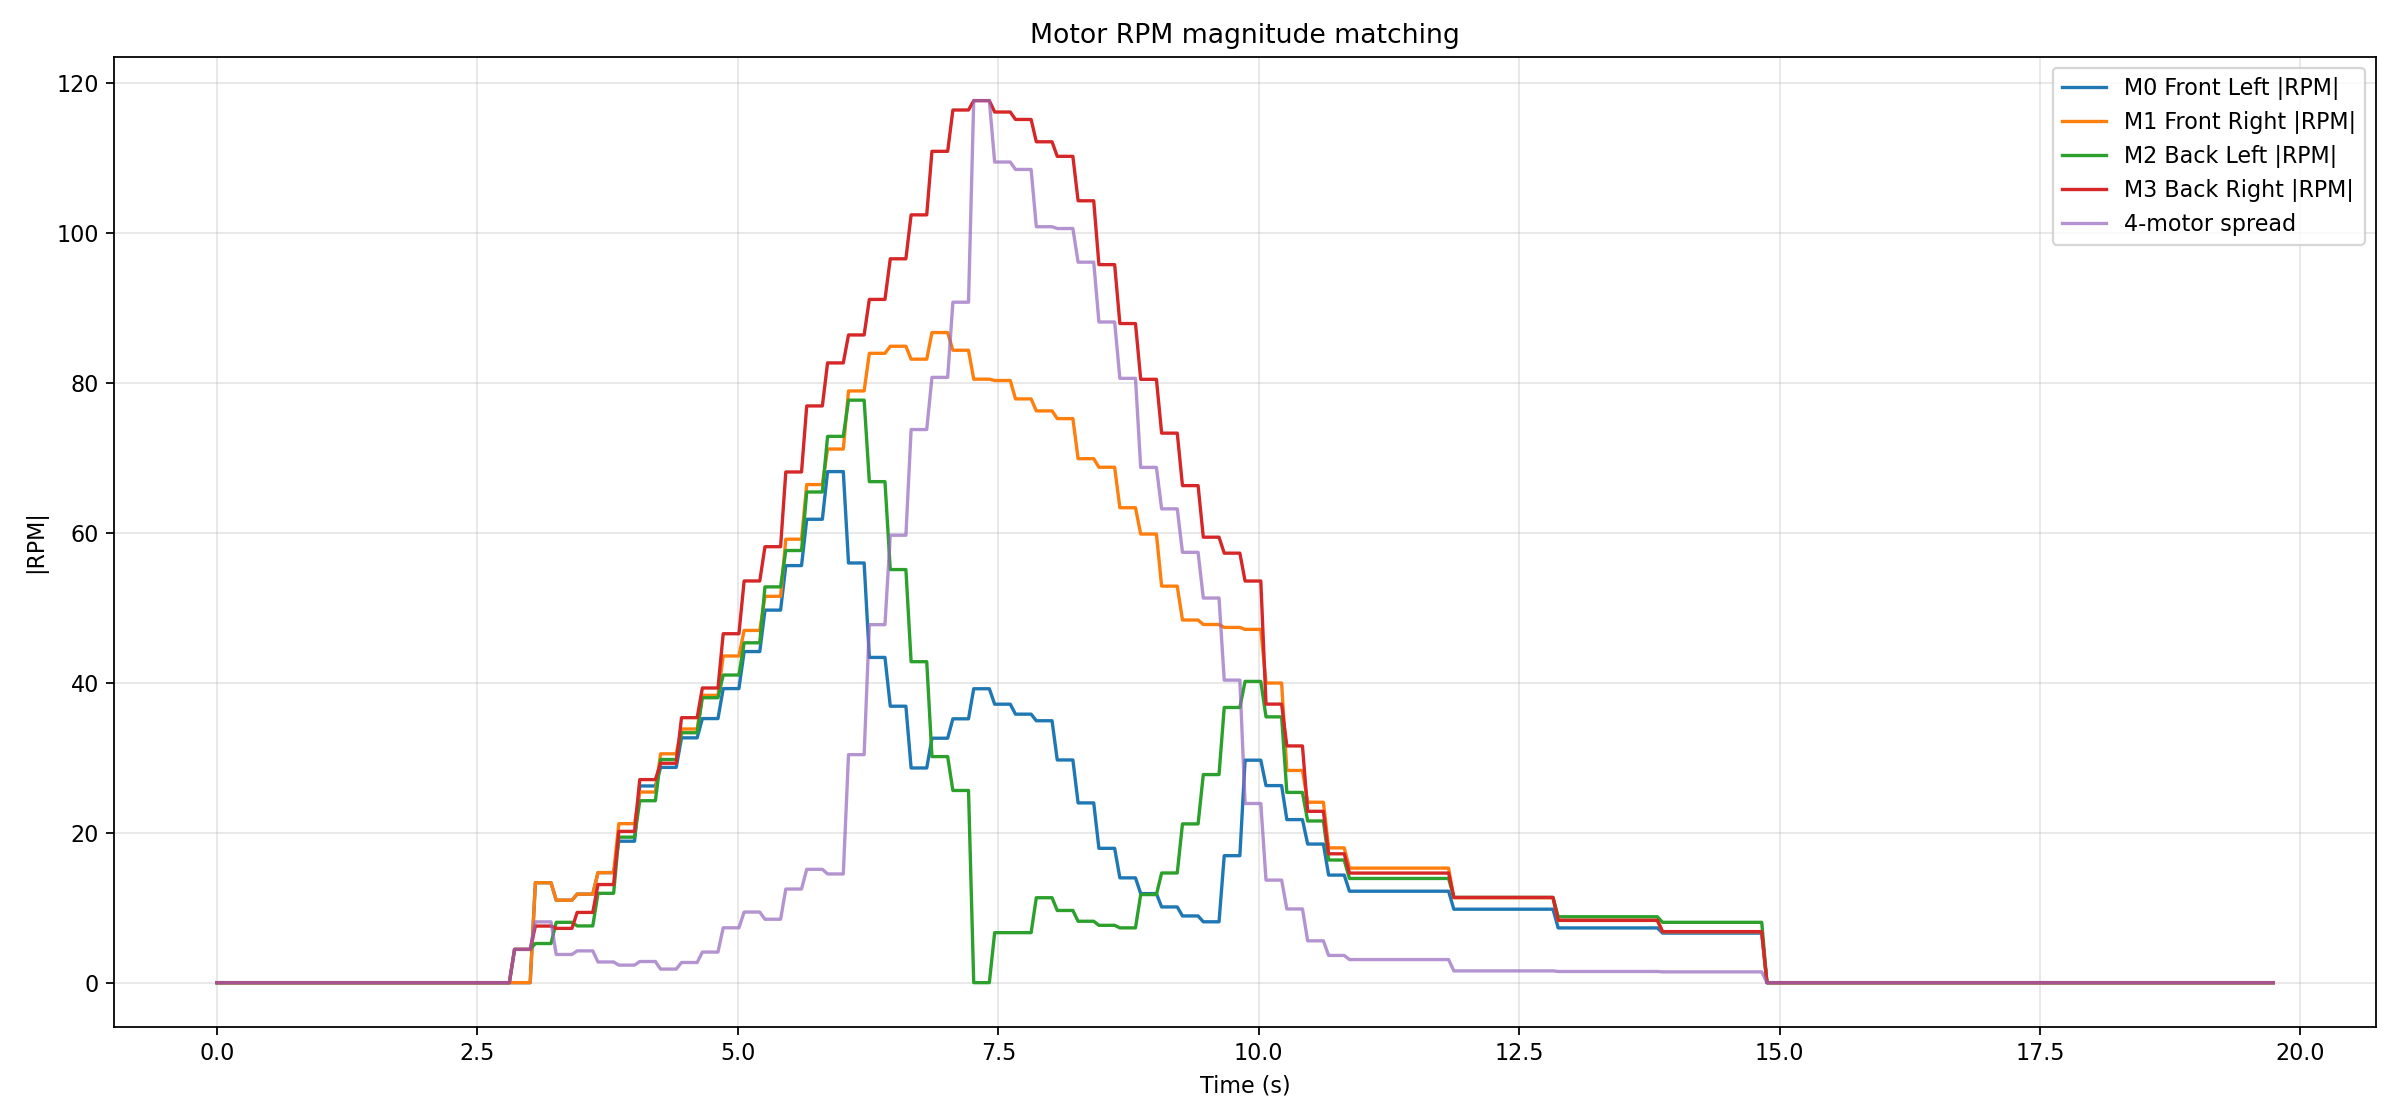 Motor RPM magnitude matching
120
100
80
60
40
20
0
|RPM|
M0 Front Left |RPM|
M1 Front Right |RPM|
M2 Back Left |RPM|
M3 Back Right |RPM|
4-motor spread
0.0 2.5 5.0 7.5 10.0 12.5 15.0 17.5 20.0
Time (s)